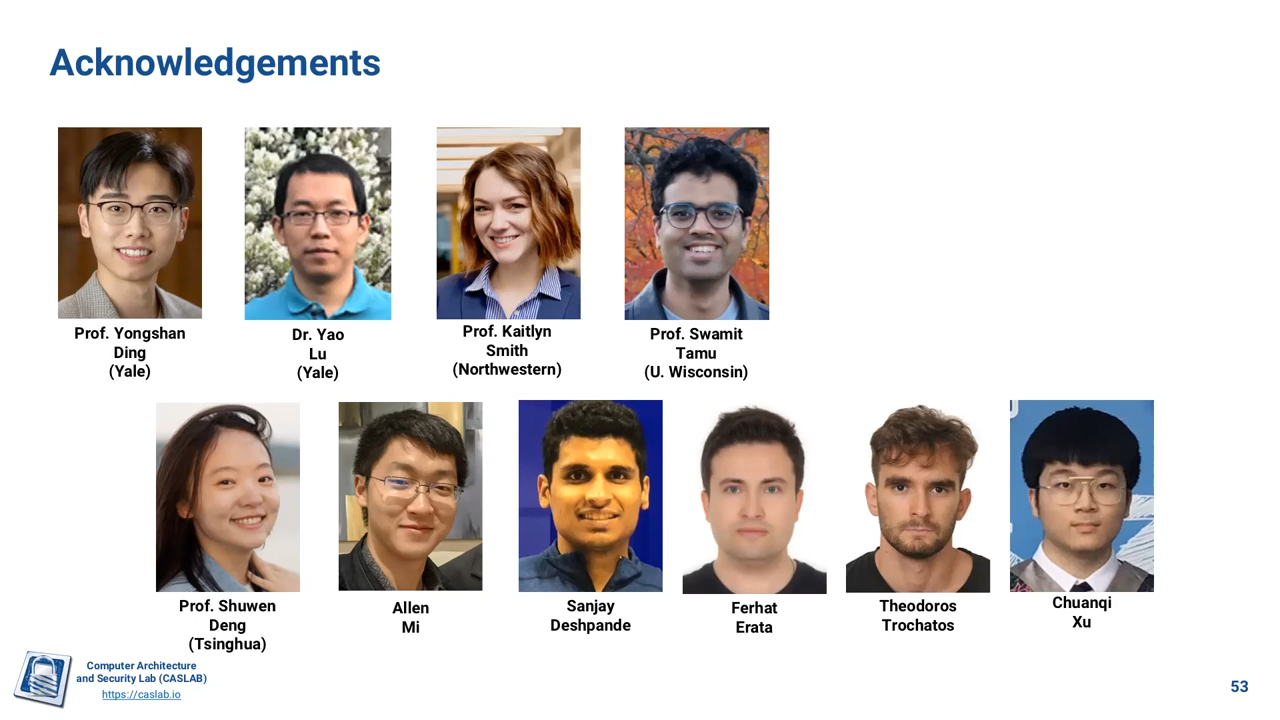 Acknowledgements
Prof. Yongshan
Ding
(Yale)
Dr. Yao
Lu
(Yale)
Prof. Kaitlyn
Smith
(Northwestern)
Prof. Swamit
Tamu
(U. Wisconsin)
Prof. Shuwen
Deng
(Tsinghua)
Allen
Mi
Sanjay
Deshpande
Ferhat
Erata
Theodoros
Trochatos
Chuanqi
Xu
Computer Architecture
and Security Lab (CASLAB)
https://caslab.io
53